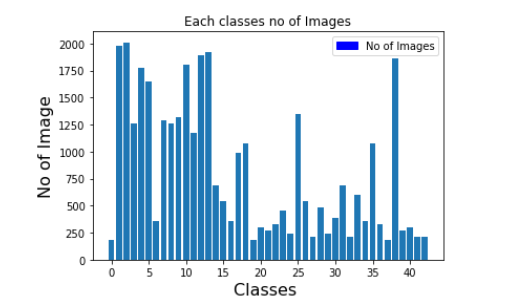 Each classes no of Images
No of Images
2000
1750
1500
1250
1000
750
500
250
0
No of Image
0 5 10 15 20 25 30 35 40
Classes